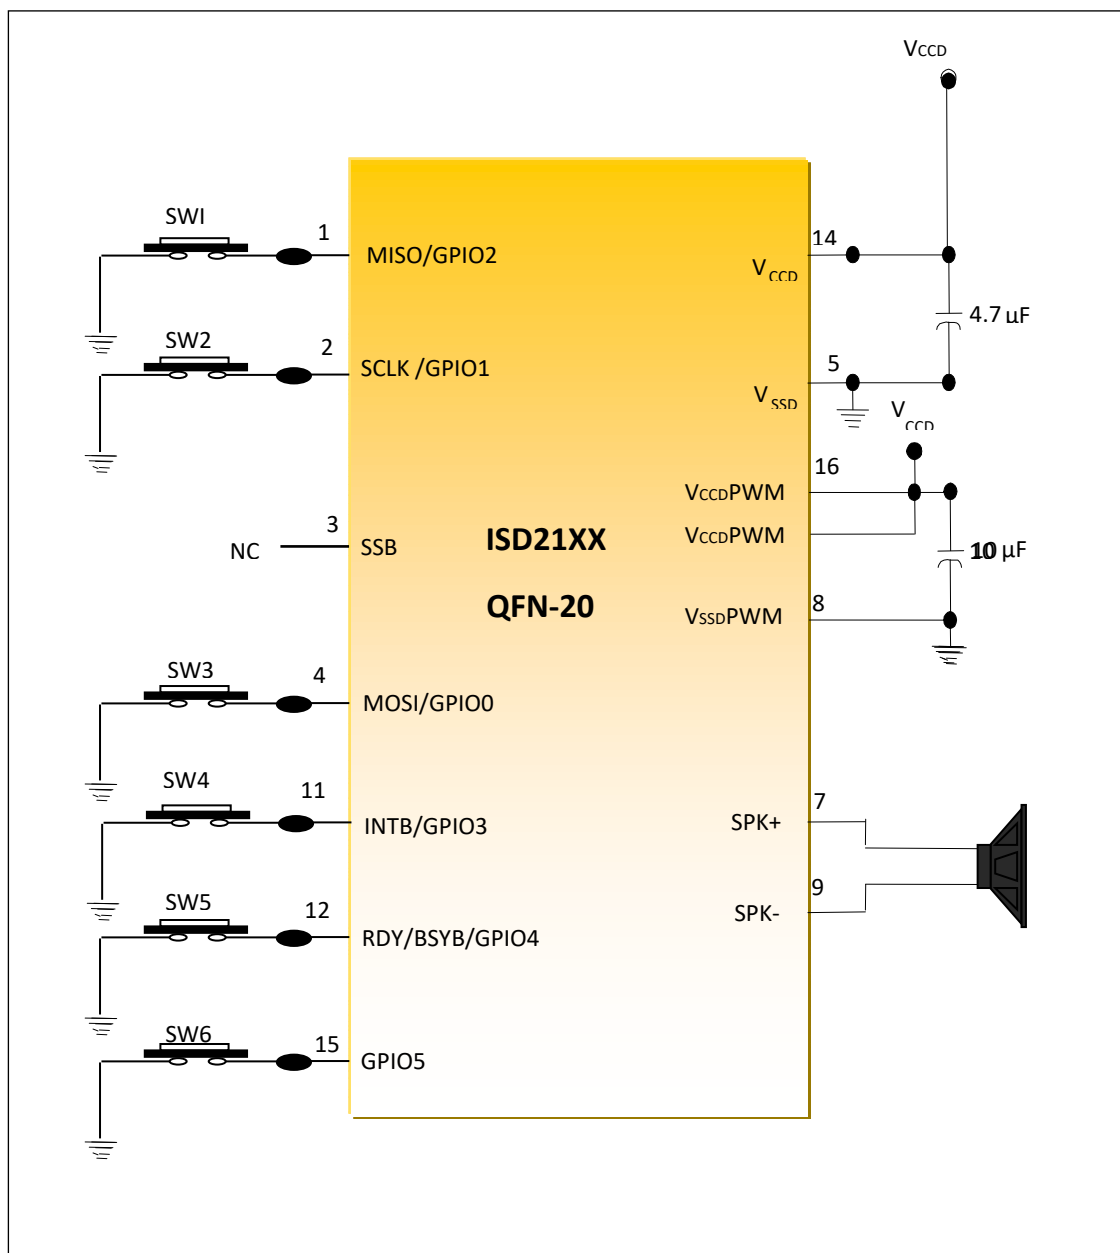 VCCD
SW1
1
MISO/GPIO2
14
VCCD
4.7 µF
SW2
2
SCLK /GPIO1
5
VSSD
VCCD
16
VCCDPWM
3
NC
SSB
ISD21XX
VCCDPWM
10 µF
QFN-20
8
VSSDPWM
SW3
4
MOSI/GPIO0
SW4
11
INTB/GPIO3
7
SPK+
SW5
12
RDY/BSYB/GPIO4
9
SPK-
SW6
15
GPIO5